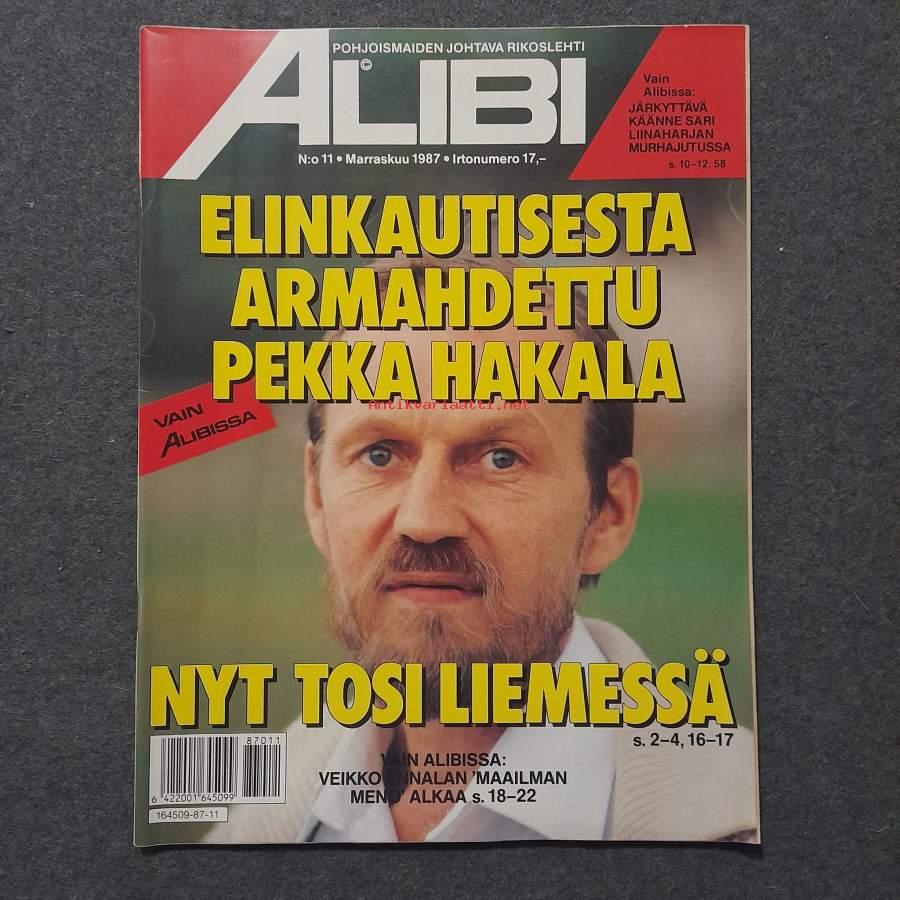 POHJOISMAIDEN JOHTAVA RIKOSLEHTI
©
ALIBI
N:o 11 • Marraskuu 1987 • Irtonumero 17,–
Vain
Alibissa:
JÄRKYTTÄVÄ
KÄÄNNE SARI
LIINAHARJAN
MURHAJUTUSSA
s. 10–12, 58
ELINKAUTISESTA
ARMAHDETTU
PEKKA HAKALA
Antikvariaatti.net
VAIN
ALIBISSA
NYT TOSI LIEMESSÄ
s. 2–4, 16–17
VAIN ALIBISSA:
VEIKKO ENNALAN 'MAAILMAN
MENO' ALKAA s. 18–22
87011
6 422001 645099
164509-87-11